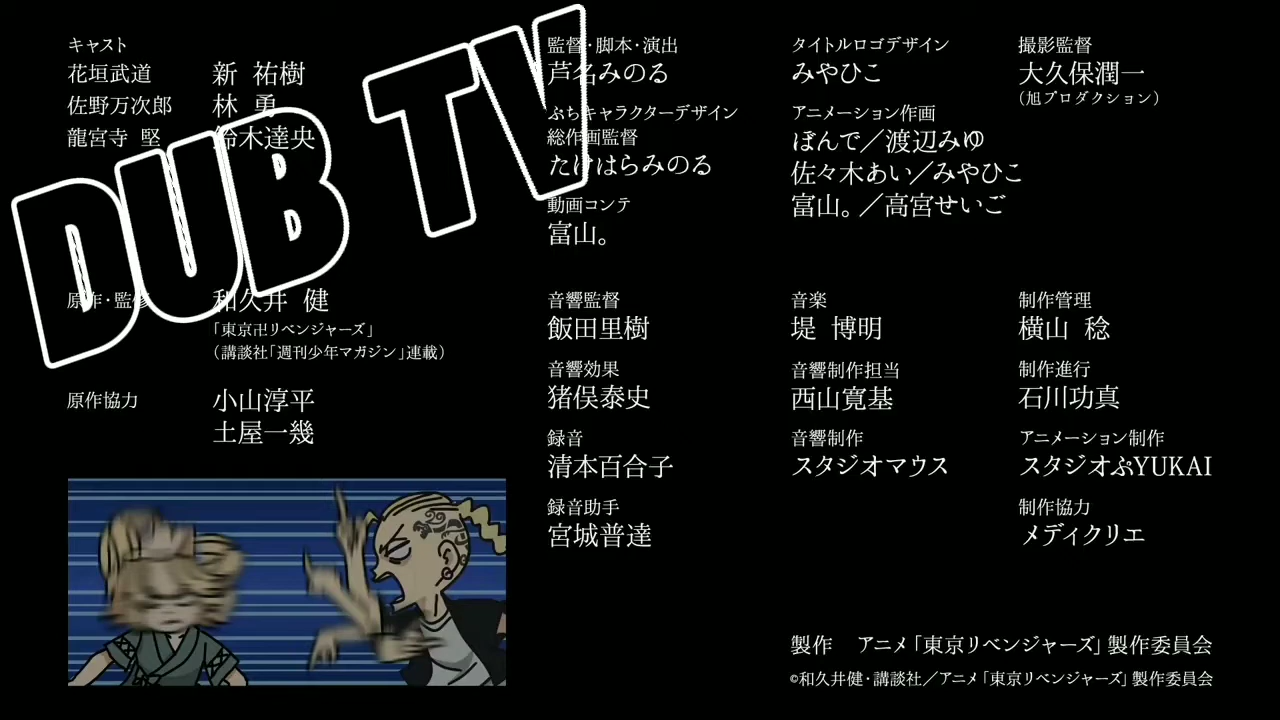 DUB TV
キャスト
花垣武道 新 祐樹
佐野万次郎 林 勇
龍宮寺 堅 鈴木達央
原作・監修 和久井 健
「東京卍リベンジャーズ」
（講談社「週刊少年マガジン」連載）
原作協力 小山淳平
土屋一幾
監督・脚本・演出
芦名みのる
ぷちキャラクターデザイン
総作画監督
たけはらみのる
動画コンテ
富山。
タイトルロゴデザイン
みやひこ
アニメーション作画
ぼんで／渡辺みゆ
佐々木あい／みやひこ
富山。／高宮せいご
撮影監督
大久保潤一
（旭プロダクション）
音響監督
飯田里樹
音響効果
猪俣泰史
録音
清本百合子
録音助手
宮城普達
音楽
堤 博明
音響制作担当
西山寛基
音響制作
スタジオマウス
制作管理
横山 稔
制作進行
石川功真
アニメーション制作
スタジオぷYUKAI
制作協力
メディクリエ
製作 アニメ「東京リベンジャーズ」製作委員会
©和久井健・講談社／アニメ「東京リベンジャーズ」製作委員会